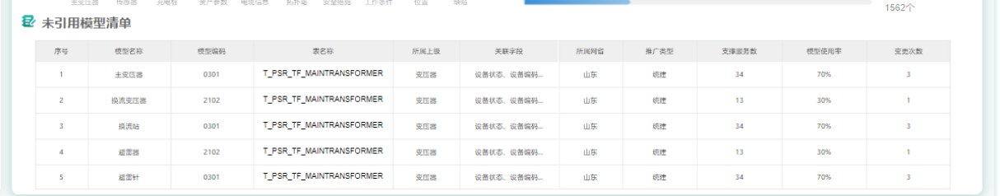 主变压器 传感器 充电桩 资产参数 电缆信息 拓扑岛 安全措施 工作条件 位置 缺陷
1562个
未引用模型清单
序号 模型名称 模型编码 表名称 所属上级 关联字段 所属网省 推广类型 支撑服务数 模型使用率 变更次数
1 主变压器 0301 T_PSR_TF_MAINTRANSFORMER 变压器 设备状态、设备编码... 山东 统建 34 70% 3
2 换流变压器 2102 T_PSR_TF_MAINTRANSFORMER 变压器 设备状态、设备编码... 山东 统建 13 30% 1
3 换流站 0301 T_PSR_TF_MAINTRANSFORMER 变压器 设备状态、设备编码... 山东 统建 34 70% 3
4 避雷器 2102 T_PSR_TF_MAINTRANSFORMER 变压器 设备状态、设备编码... 山东 统建 13 30% 1
5 避雷针 0301 T_PSR_TF_MAINTRANSFORMER 变压器 设备状态、设备编码... 山东 统建 34 70% 3